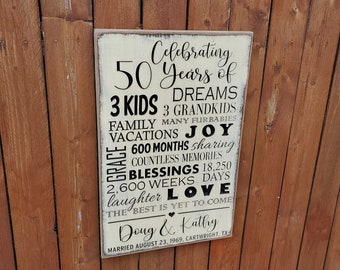 Celebrating
50 Years of
DREAMS
3 KIDS
3 GRANDKIDS
FAMILY
MANY FURBABIES
VACATIONS
JOY
GRACE
600 MONTHS sharing
COUNTLESS MEMORIES
BLESSINGS 18,250
2,600 WEEKS DAYS
laughter LOVE
THE BEST IS YET TO COME
Doug & Kathy
MARRIED AUGUST 23, 1969, CARTWRIGHT, TX